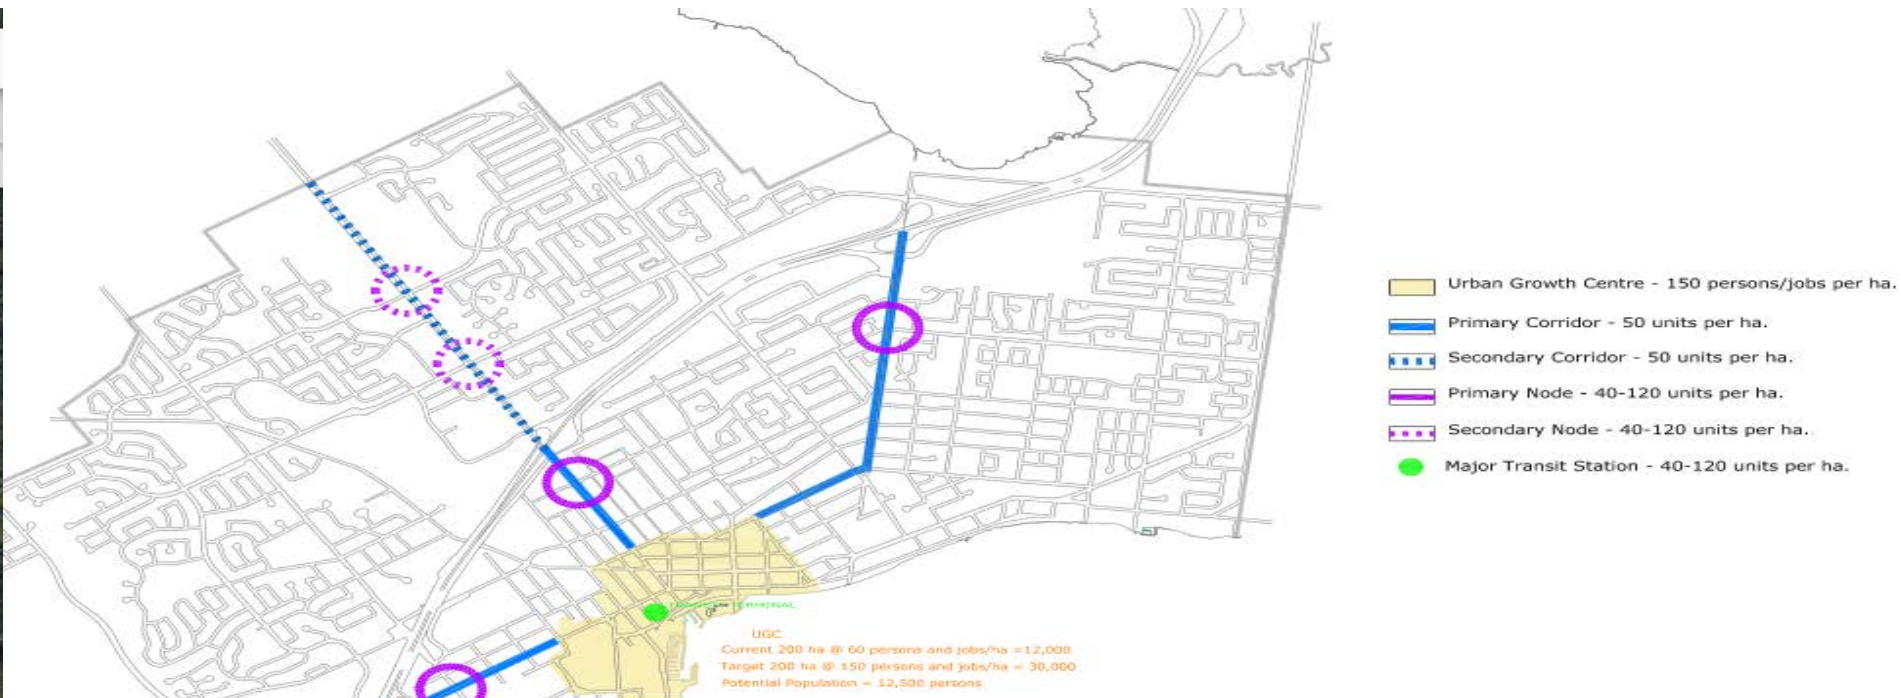 Urban Growth Centre - 150 persons/jobs per ha.
Primary Corridor - 50 units per ha.
Secondary Corridor - 50 units per ha.
Primary Node - 40-120 units per ha.
Secondary Node - 40-120 units per ha.
Major Transit Station - 40-120 units per ha.
TERMINAL
UGC
Current 200 ha @ 60 persons and jobs/ha =12,000
Target 200 ha @ 150 persons and jobs/ha = 30,000
Potential Population = 12,500 persons